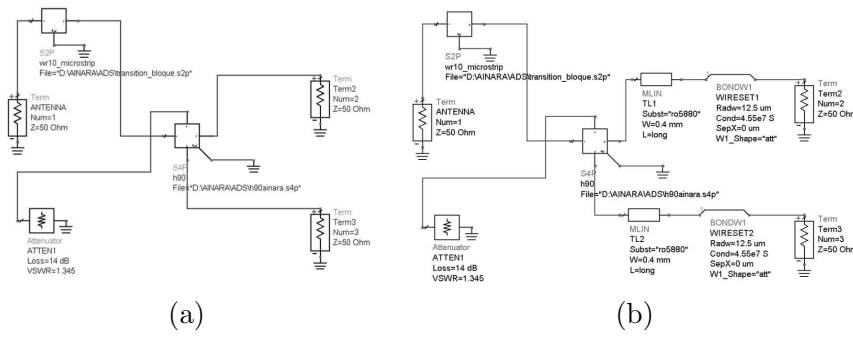 S2P
wr10_microstrip
File="D:\AINARA\ADS\transition_bloque.s2p"
Term
ANTENNA
Num=1
Z=50 Ohm
Term
Term2
Num=2
Z=50 Ohm
S4P
h90
File="D:\AINARA\ADS\h90ainara.s4p"
Attenuator
ATTEN1
Loss=14 dB
VSWR=1.345
Term
Term3
Num=3
Z=50 Ohm
(a)
S2P
wr10_microstrip
File="D:\AINARA\ADS\transition_bloque.s2p"
Term
ANTENNA
Num=1
Z=50 Ohm
MLIN
TL1
Subst="ro5880"
W=0.4 mm
L=long
BONDW1
WIRESET1
Radw=12.5 um
Cond=4.55e7 S
SepX=0 um
W1_Shape="att"
Term
Term2
Num=2
Z=50 Oh
S4P
h90
File="D:\AINARA\ADS\h90ainara.s4p"
Attenuator
ATTEN1
Loss=14 dB
VSWR=1.345
MLIN
TL2
Subst="ro5880"
W=0.4 mm
L=long
BONDW1
WIRESET2
Radw=12.5 um
Cond=4.55e7 S
SepX=0 um
W1_Shape="att"
Term
Term3
Num=3
Z=50 Oh
(b)